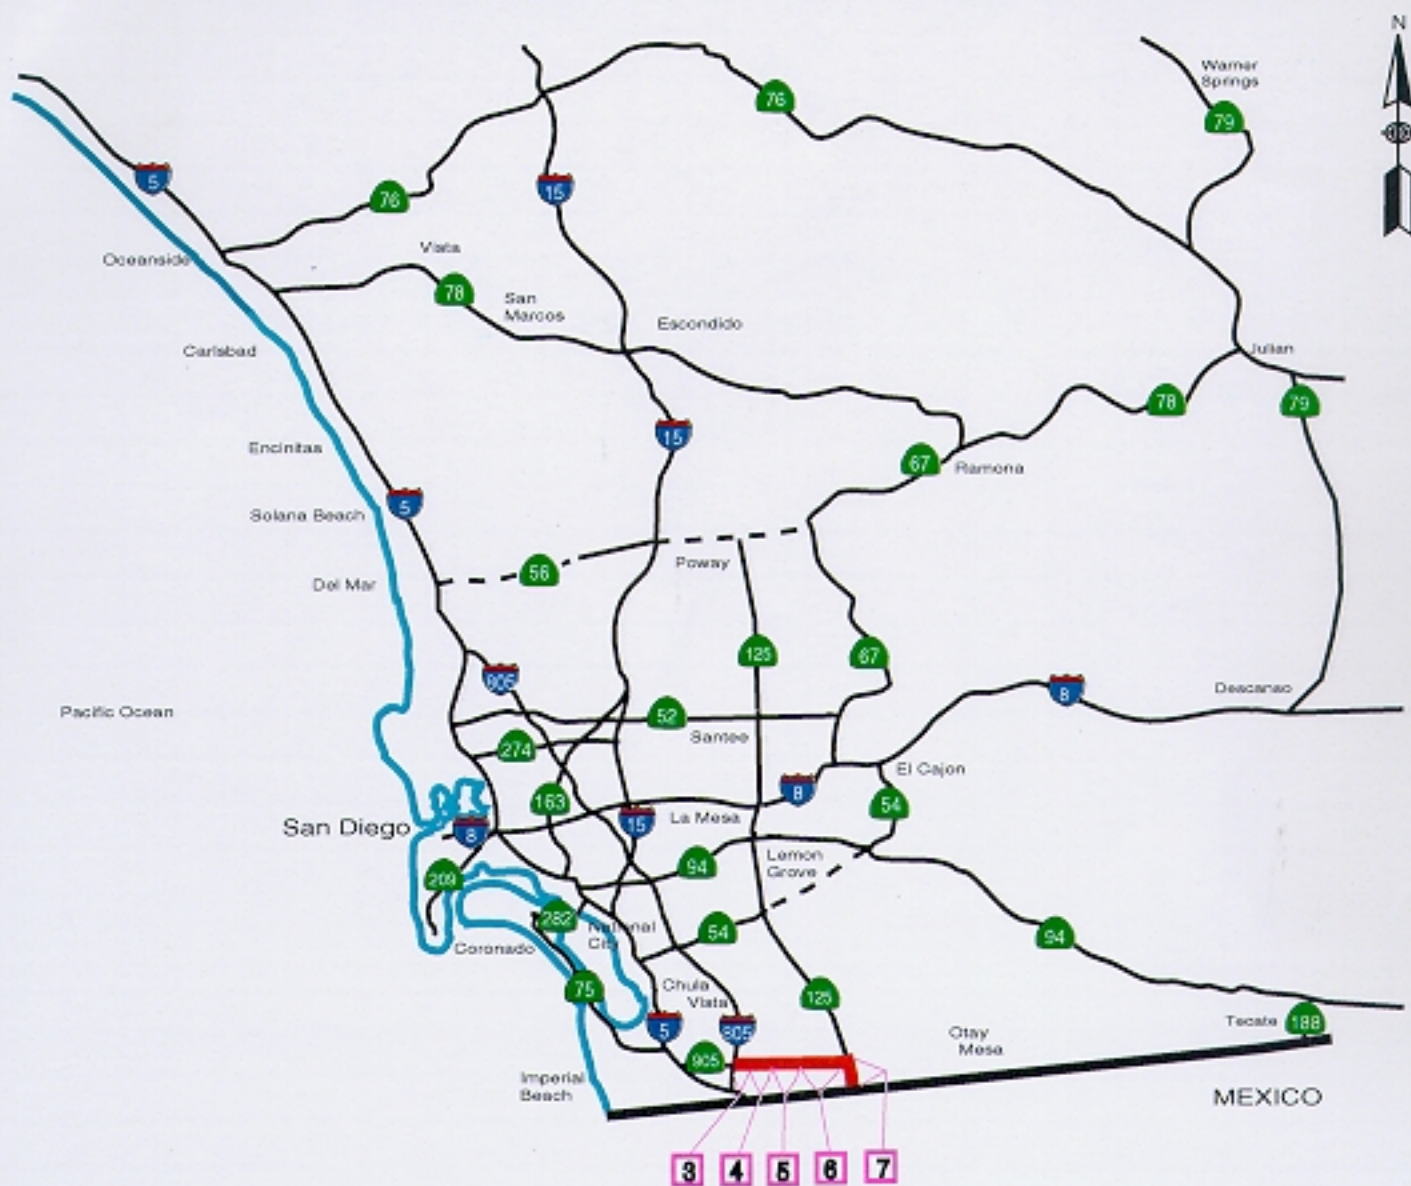 N
Warner
Springs
76
79
5
76
15
Oceanside
Vista
78
San
Marcos
Escondido
Carlsbad
Julian
78
79
15
Encinitas
67
Ramona
5
Solana Beach
56
Poway
Del Mar
125
67
805
8
Descanso
Pacific Ocean
52
Santee
274
El Cajon
163
8
54
San Diego
8
15
La Mesa
Lemon
Grove
94
209
282
National
City
54
94
Coronado
75
Chula
Vista
125
5
805
Otay
Mesa
Tecate
188
905
Imperial
Beach
MEXICO
3
4
5
6
7